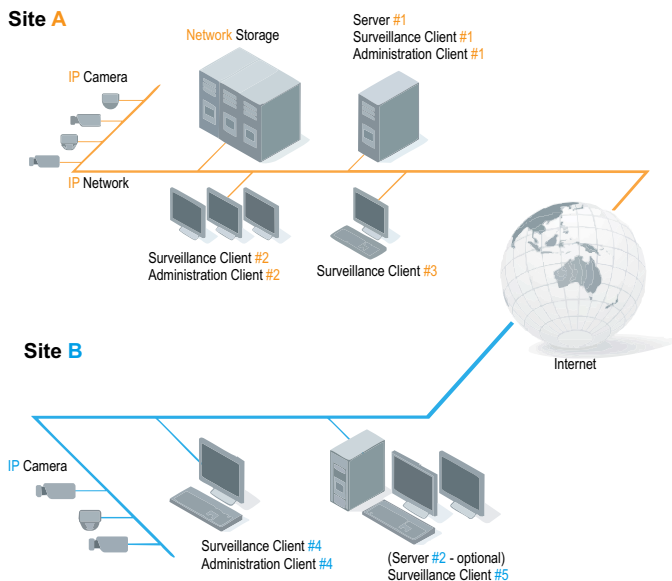 Site A
Network Storage
Server #1
Surveillance Client #1
Administration Client #1
IP Camera
IP Network
Surveillance Client #2
Administration Client #2
Surveillance Client #3
Internet
Site B
IP Camera
Surveillance Client #4
Administration Client #4
(Server #2 - optional)
Surveillance Client #5